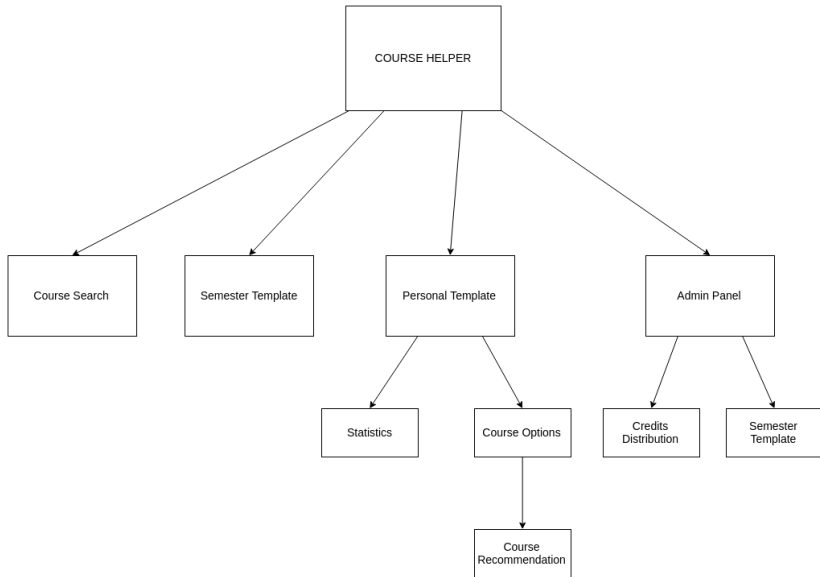 COURSE HELPER
Course Search
Semester Template
Personal Template
Admin Panel
Statistics
Course Options
Credits
Distribution
Semester
Template
Course
Recommendation